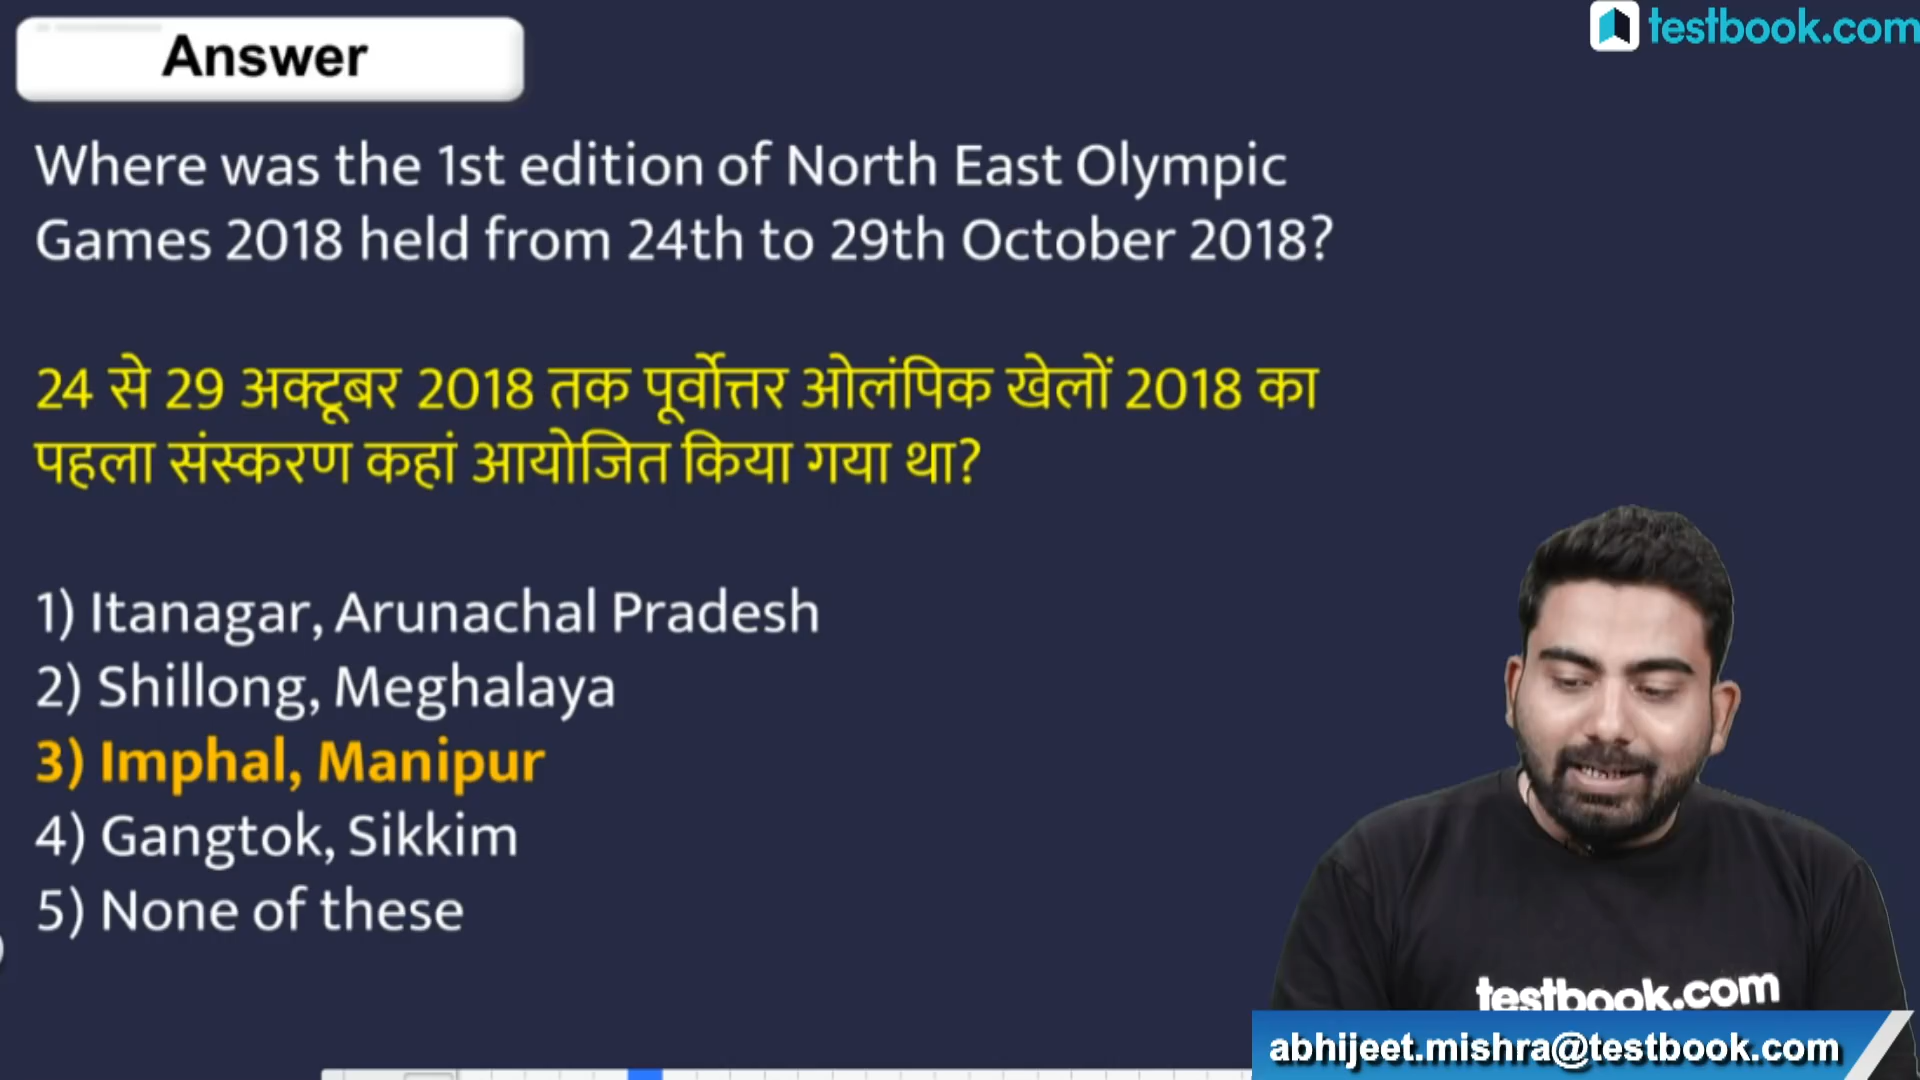 Answer
testbook.com
Where was the 1st edition of North East Olympic
Games 2018 held from 24th to 29th October 2018?
24 से 29 अक्टूबर 2018 तक पूर्वोत्तर ओलंपिक खेलों 2018 का
पहला संस्करण कहां आयोजित किया गया था?
1) Itanagar, Arunachal Pradesh
2) Shillong, Meghalaya
3) Imphal, Manipur
4) Gangtok, Sikkim
5) None of these
testbook.com
abhijeet.mishra@testbook.com